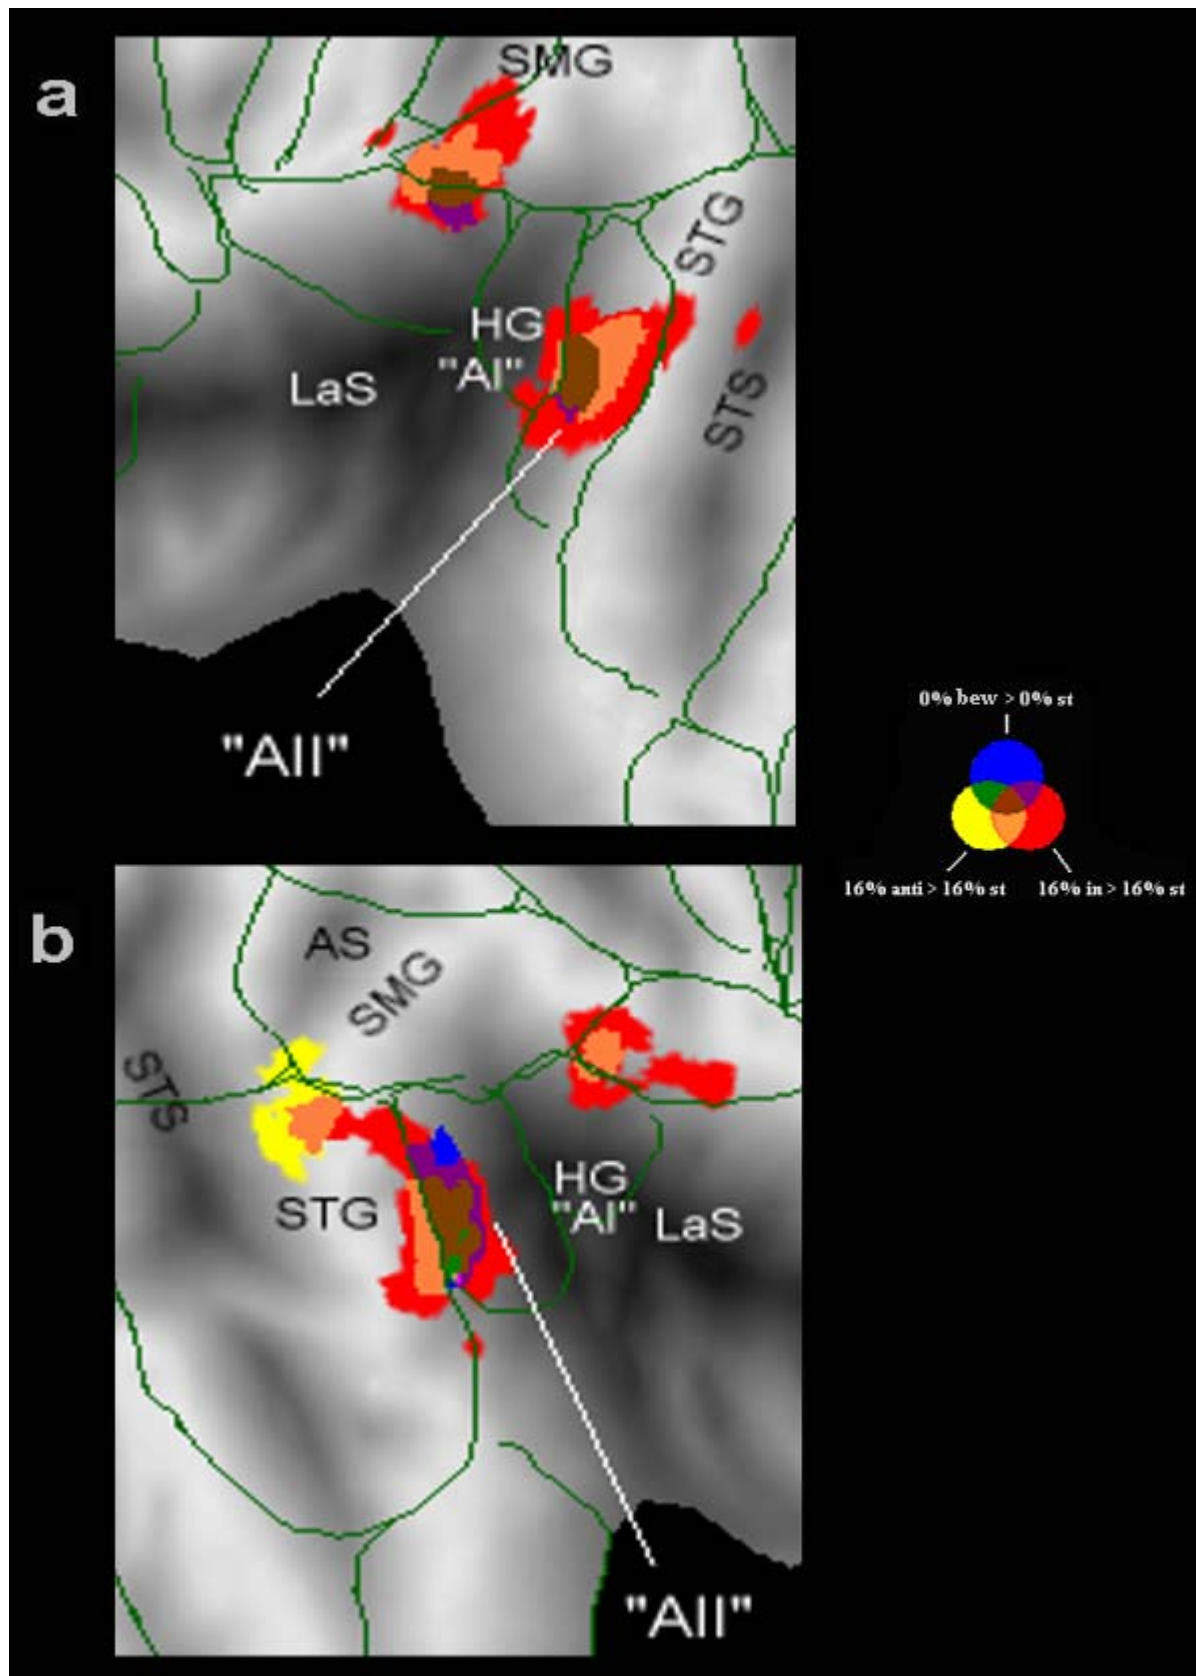 a
SMG
STG
HG
"AI"
LaS
STS
"AII"
0% bew > 0% st
16% anti > 16% st
16% in > 16% st
b
AS
SMG
STS
HG
"AI"
LaS
STG
"AII"